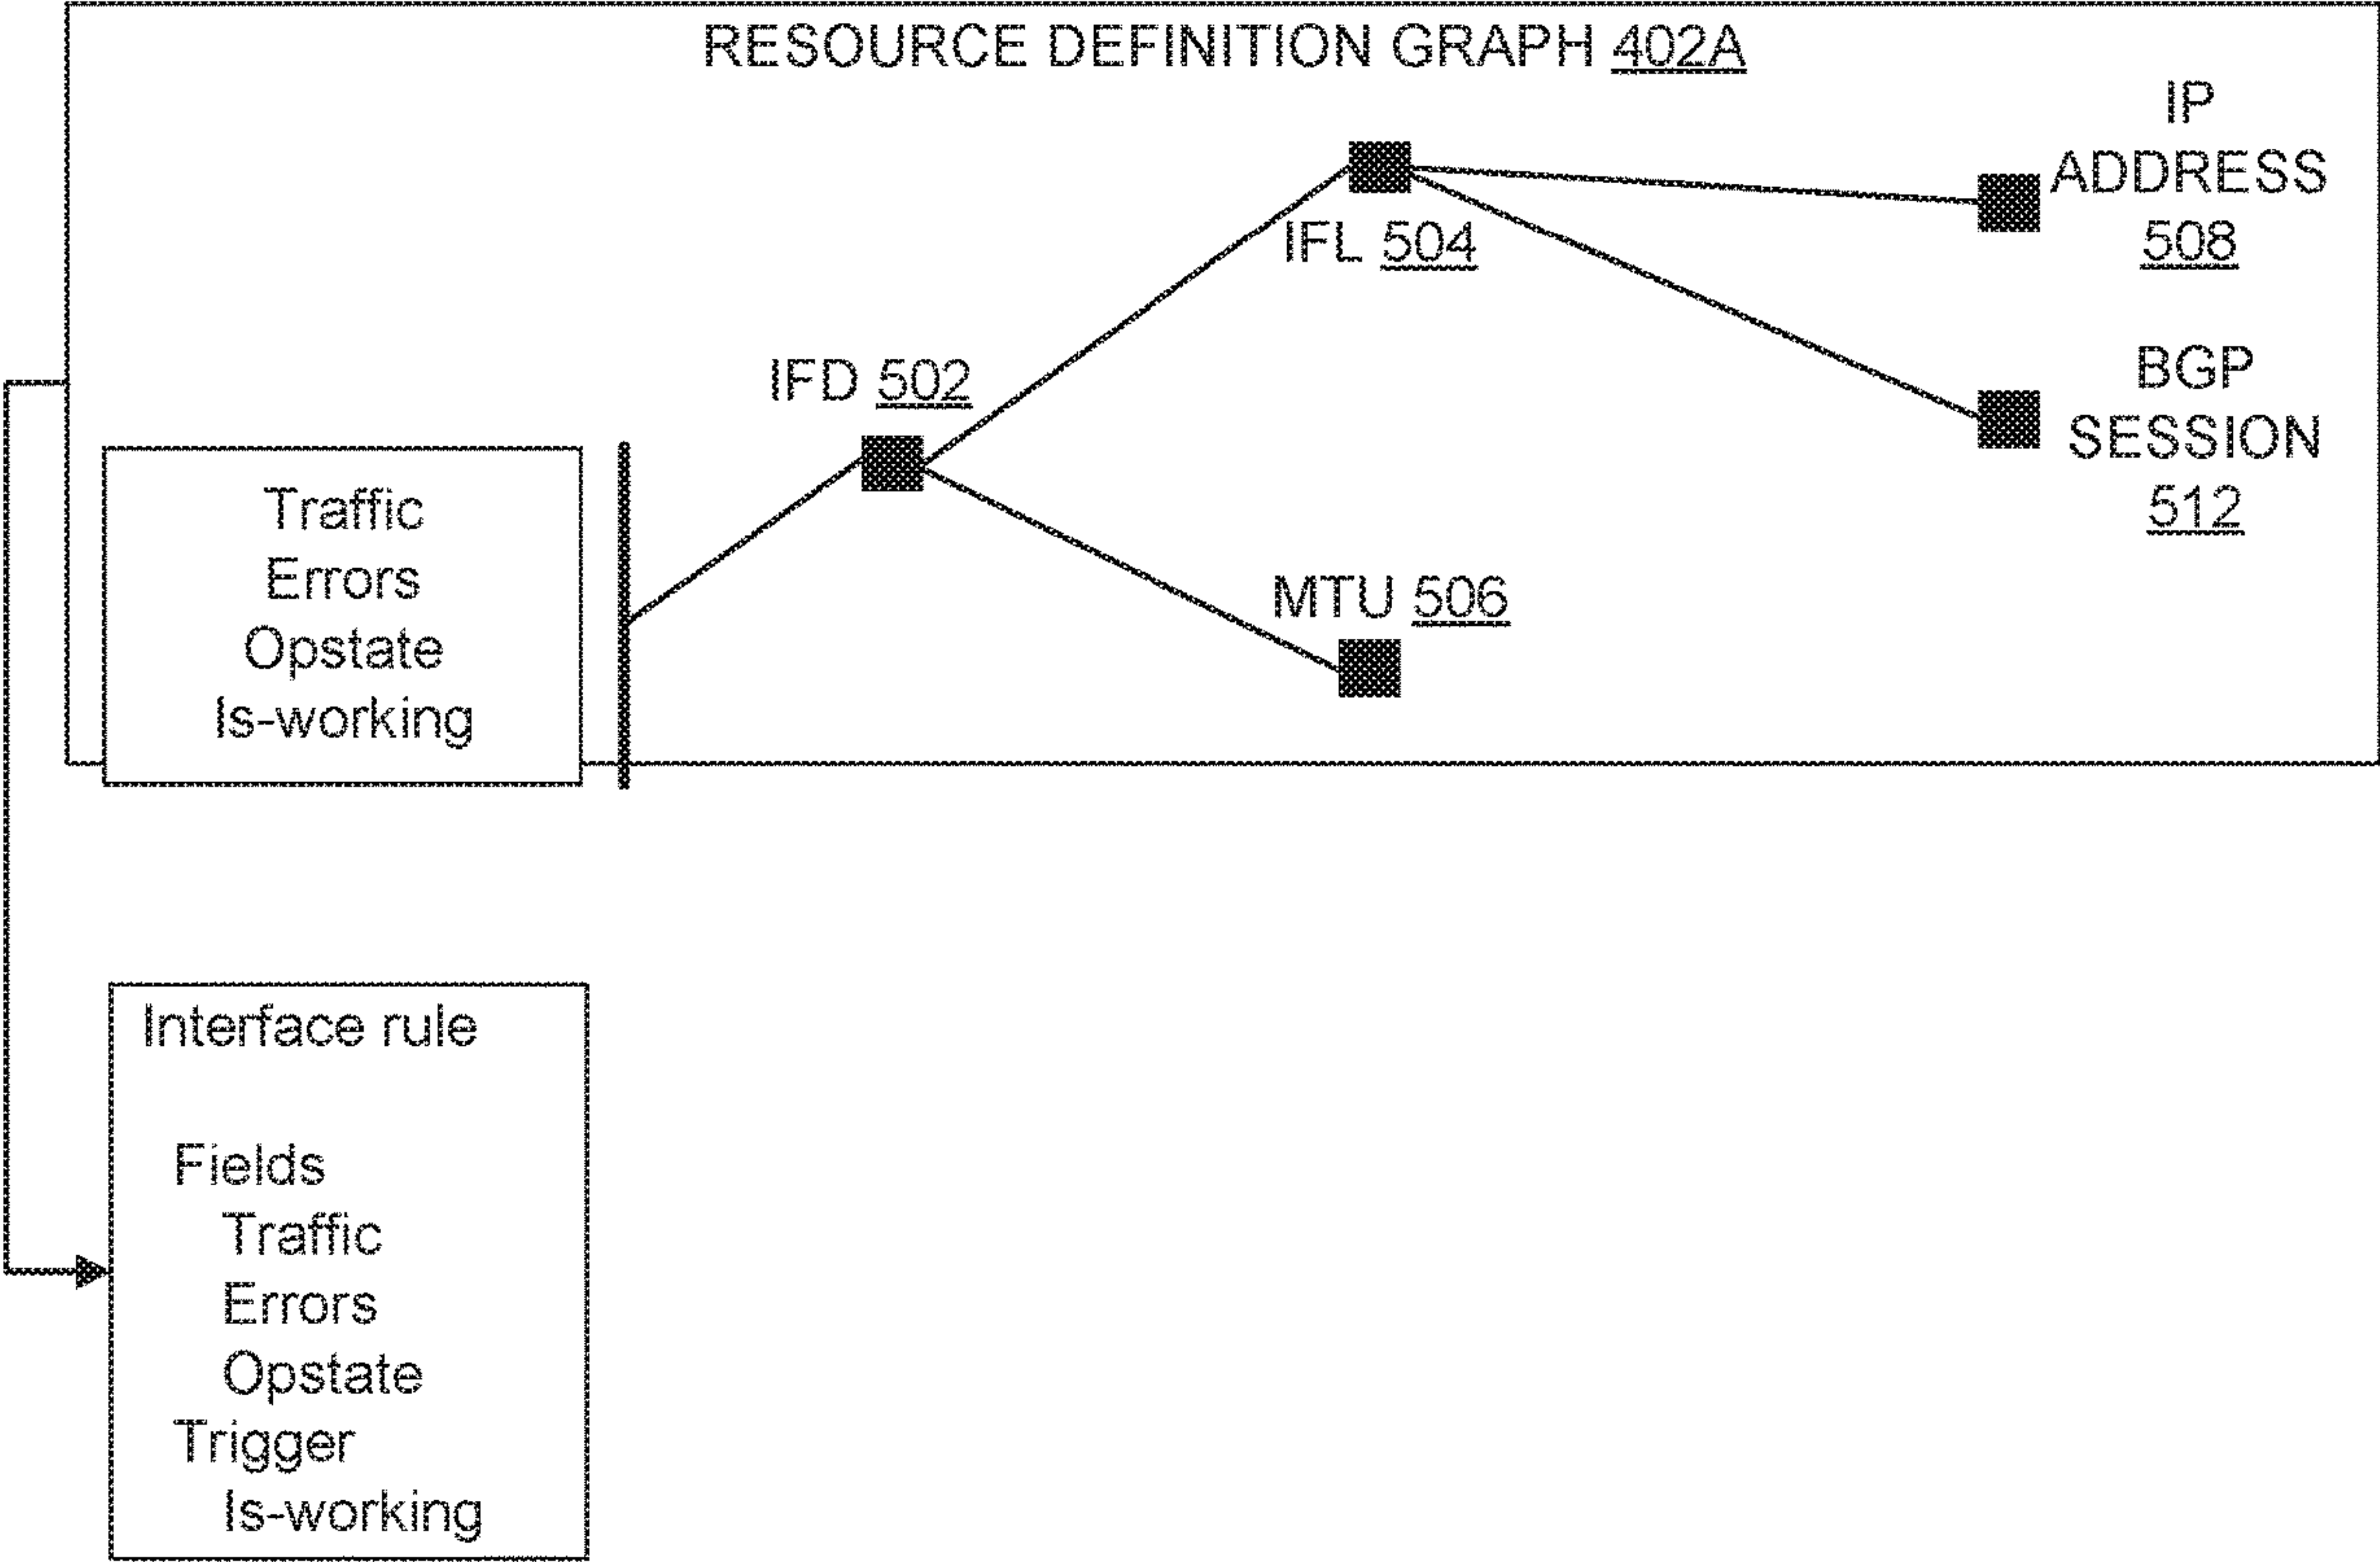 RESOURCE DEFINITION GRAPH 402A
IP
ADDRESS
508
IFL 504
BGP
SESSION
512
IFD 502
MTU 506
Traffic
Errors
Opstate
Is-working
Interface rule
Fields
Traffic
Errors
Opstate
Trigger
Is-working